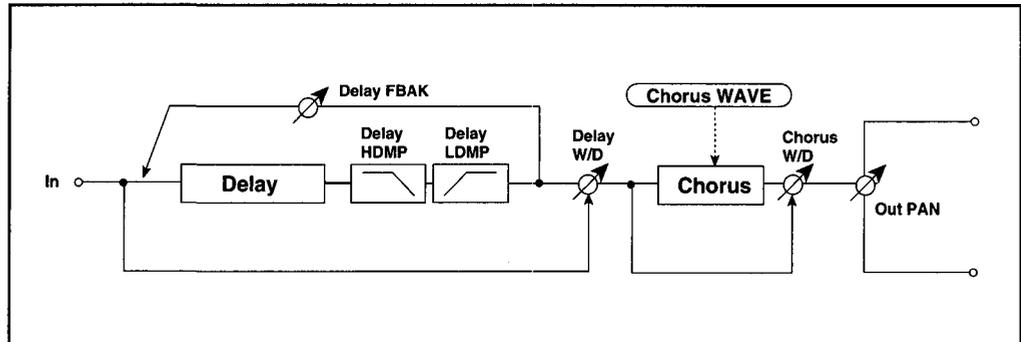 Delay FBAK
Chorus WAVE
Delay
HDMP
Delay
LDMP
Delay
W/D
Chorus
W/D
In
Delay
Chorus
Out PAN